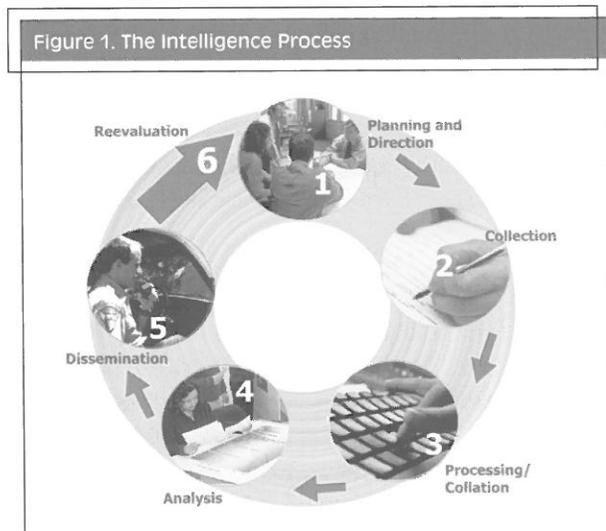 Figure 1. The Intelligence Process
Reevaluation
6
1
Planning and
Direction
2
Collection
3
Processing/
Collation
4
Analysis
5
Dissemination